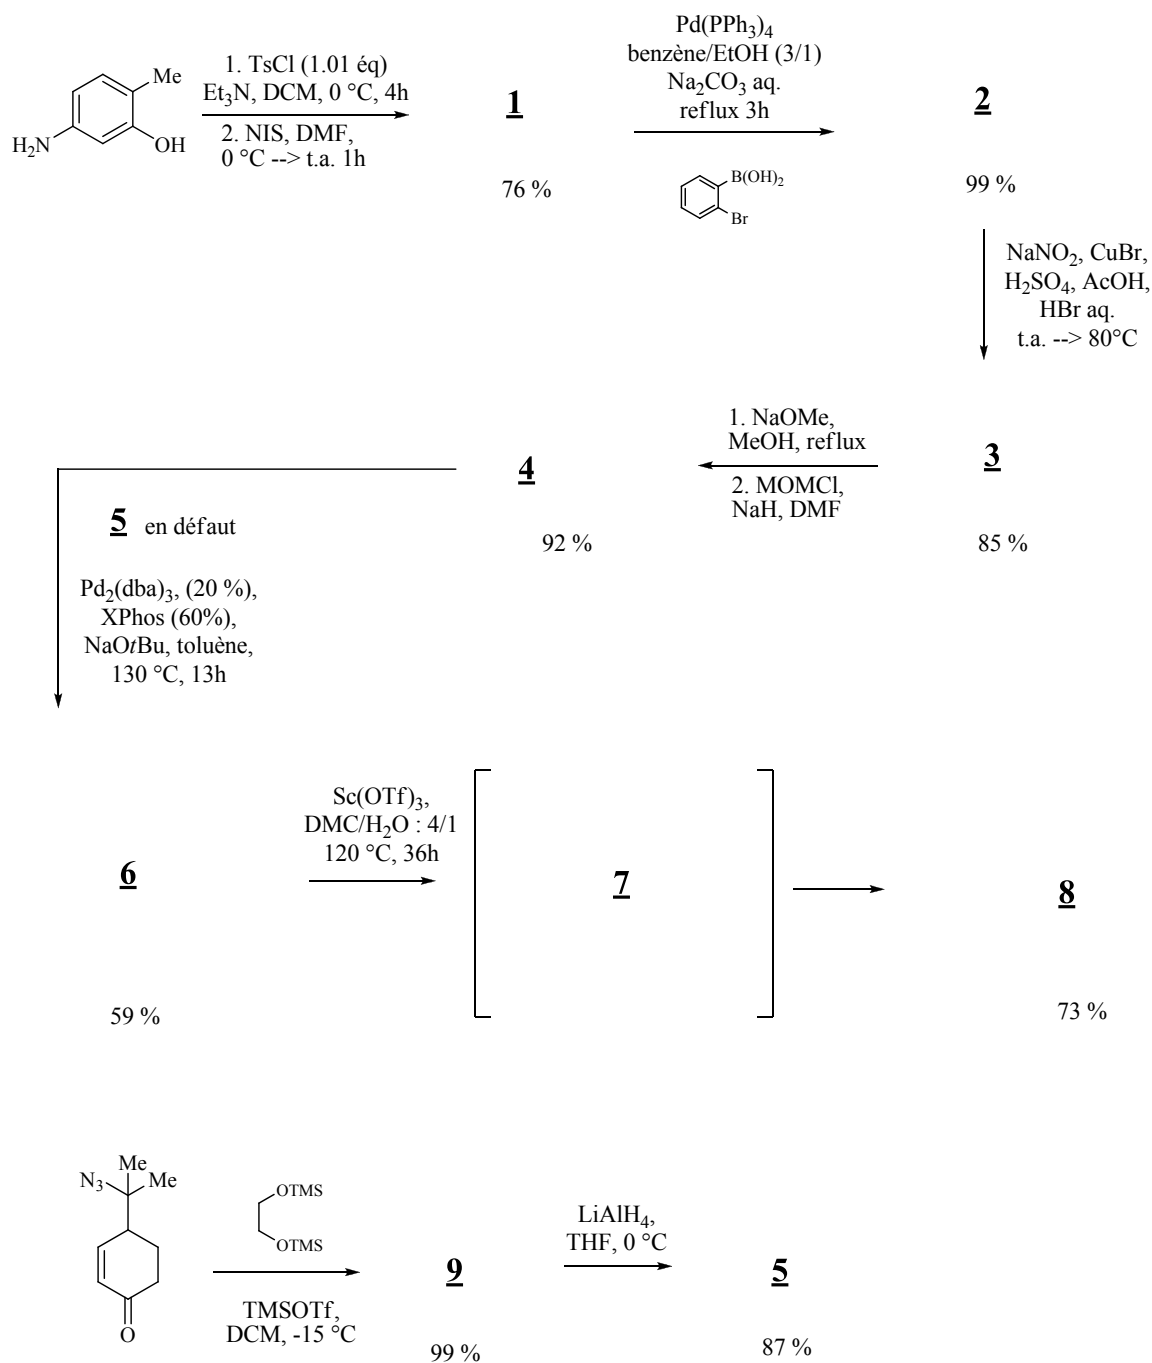 Me
H₂N
OH
1. TsCl (1.01 éq)
Et₃N, DCM, 0 °C, 4h
2. NIS, DMF,
0 °C --> t.a. 1h
1
76 %
Pd(PPh₃)₄
benzène/EtOH (3/1)
Na₂CO₃ aq.
reflux 3h
B(OH)₂
Br
2
99 %
NaNO₂, CuBr,
H₂SO₄, AcOH,
HBr aq.
t.a. --> 80°C
3
85 %
1. NaOMe,
MeOH, reflux
2. MOMCl,
NaH, DMF
4
92 %
5 en défaut
Pd₂(dba)₃, (20 %),
XPhos (60%),
NaOtBu, toluène,
130 °C, 13h
6
59 %
Sc(OTf)₃,
DMC/H₂O : 4/1
120 °C, 36h
7
8
73 %
Me
N₃
Me
O
OTMS
OTMS
TMSOTf,
DCM, -15 °C
9
99 %
LiAlH₄,
THF, 0 °C
5
87 %